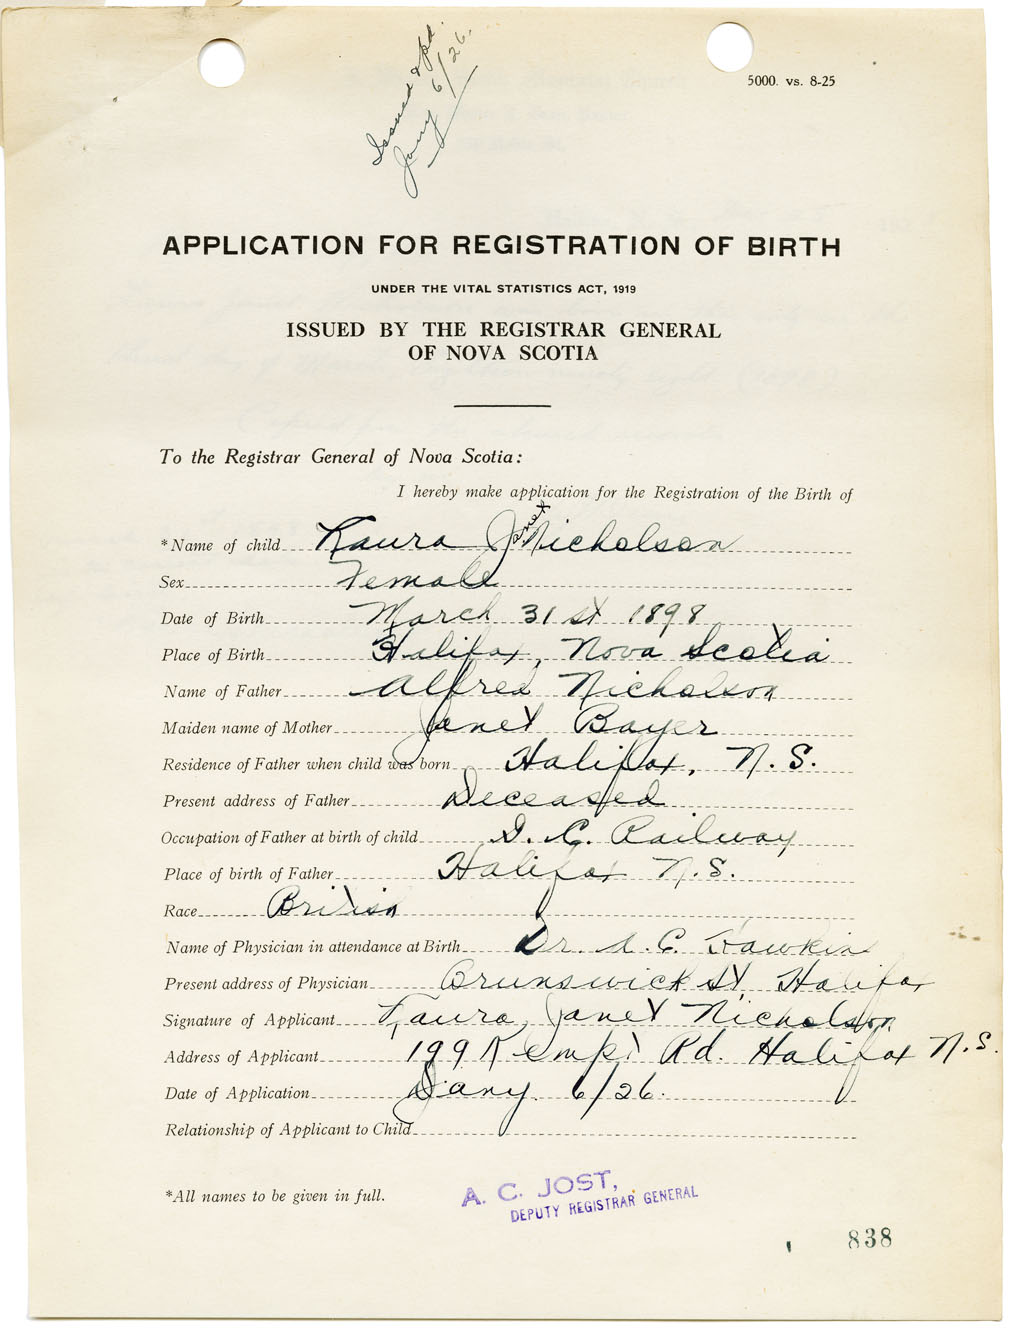 Issued & pd.
Jany 6/26.
5000. vs. 8-25
APPLICATION FOR REGISTRATION OF BIRTH
UNDER THE VITAL STATISTICS ACT, 1919
ISSUED BY THE REGISTRAR GENERAL
OF NOVA SCOTIA
To the Registrar General of Nova Scotia:
I hereby make application for the Registration of the Birth of
*Name of child Laura Janet Nicholson
Sex Female
Date of Birth March 31st 1898
Place of Birth Halifax, Nova Scotia
Name of Father Alfred Nicholson
Maiden name of Mother Janet Bayer
Residence of Father when child was born Halifax, N.S.
Present address of Father Deceased
Occupation of Father at birth of child I. C. Railway
Place of birth of Father Halifax N.S.
Race British
Name of Physician in attendance at Birth Dr. A. C. Hawkins
Present address of Physician Brunswick St Halifax
Signature of Applicant Laura Janet Nicholson
Address of Applicant 199 Kempt Rd. Halifax N.S.
Date of Application Jany. 6/26.
Relationship of Applicant to Child
*All names to be given in full.
A. C. JOST,
DEPUTY REGISTRAR GENERAL
838